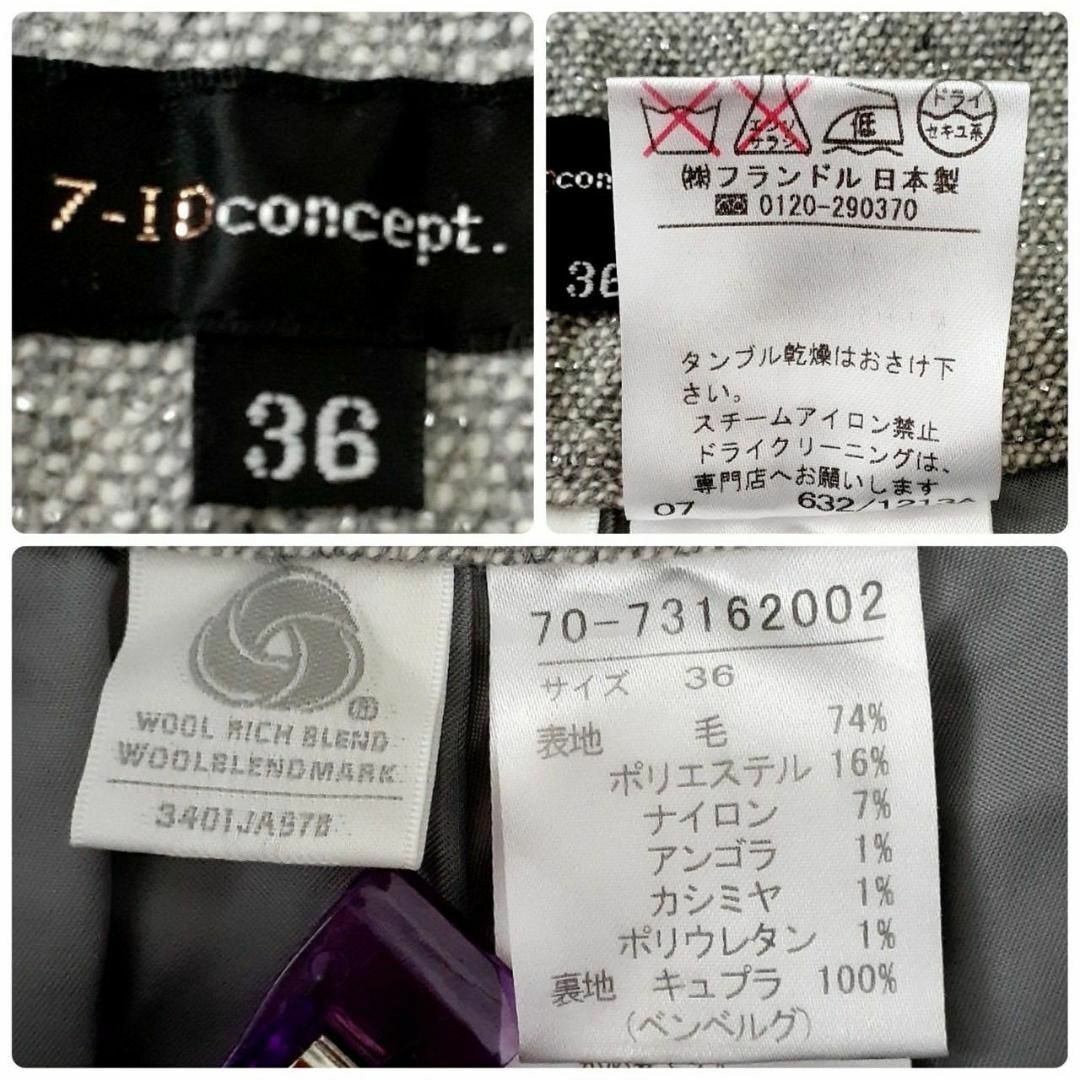 7-IDconcept.
36
con
36
エンソ
サラシ
低
ドライ
セキユ系
㈱フランドル 日本製
☎ 0120-290370
タンブル乾燥はおさけ下
さい。
スチームアイロン禁止
ドライクリーニングは、
専門店へお願いします
07 632/1213A
WOOL RICH BLEND
WOOLBLENDMARK
3401JA978
70-73162002
サイズ 36
表地 毛 74%
ポリエステル 16%
ナイロン 7%
アンゴラ 1%
カシミヤ 1%
ポリウレタン 1%
裏地 キュプラ 100%
(ベンベルグ)